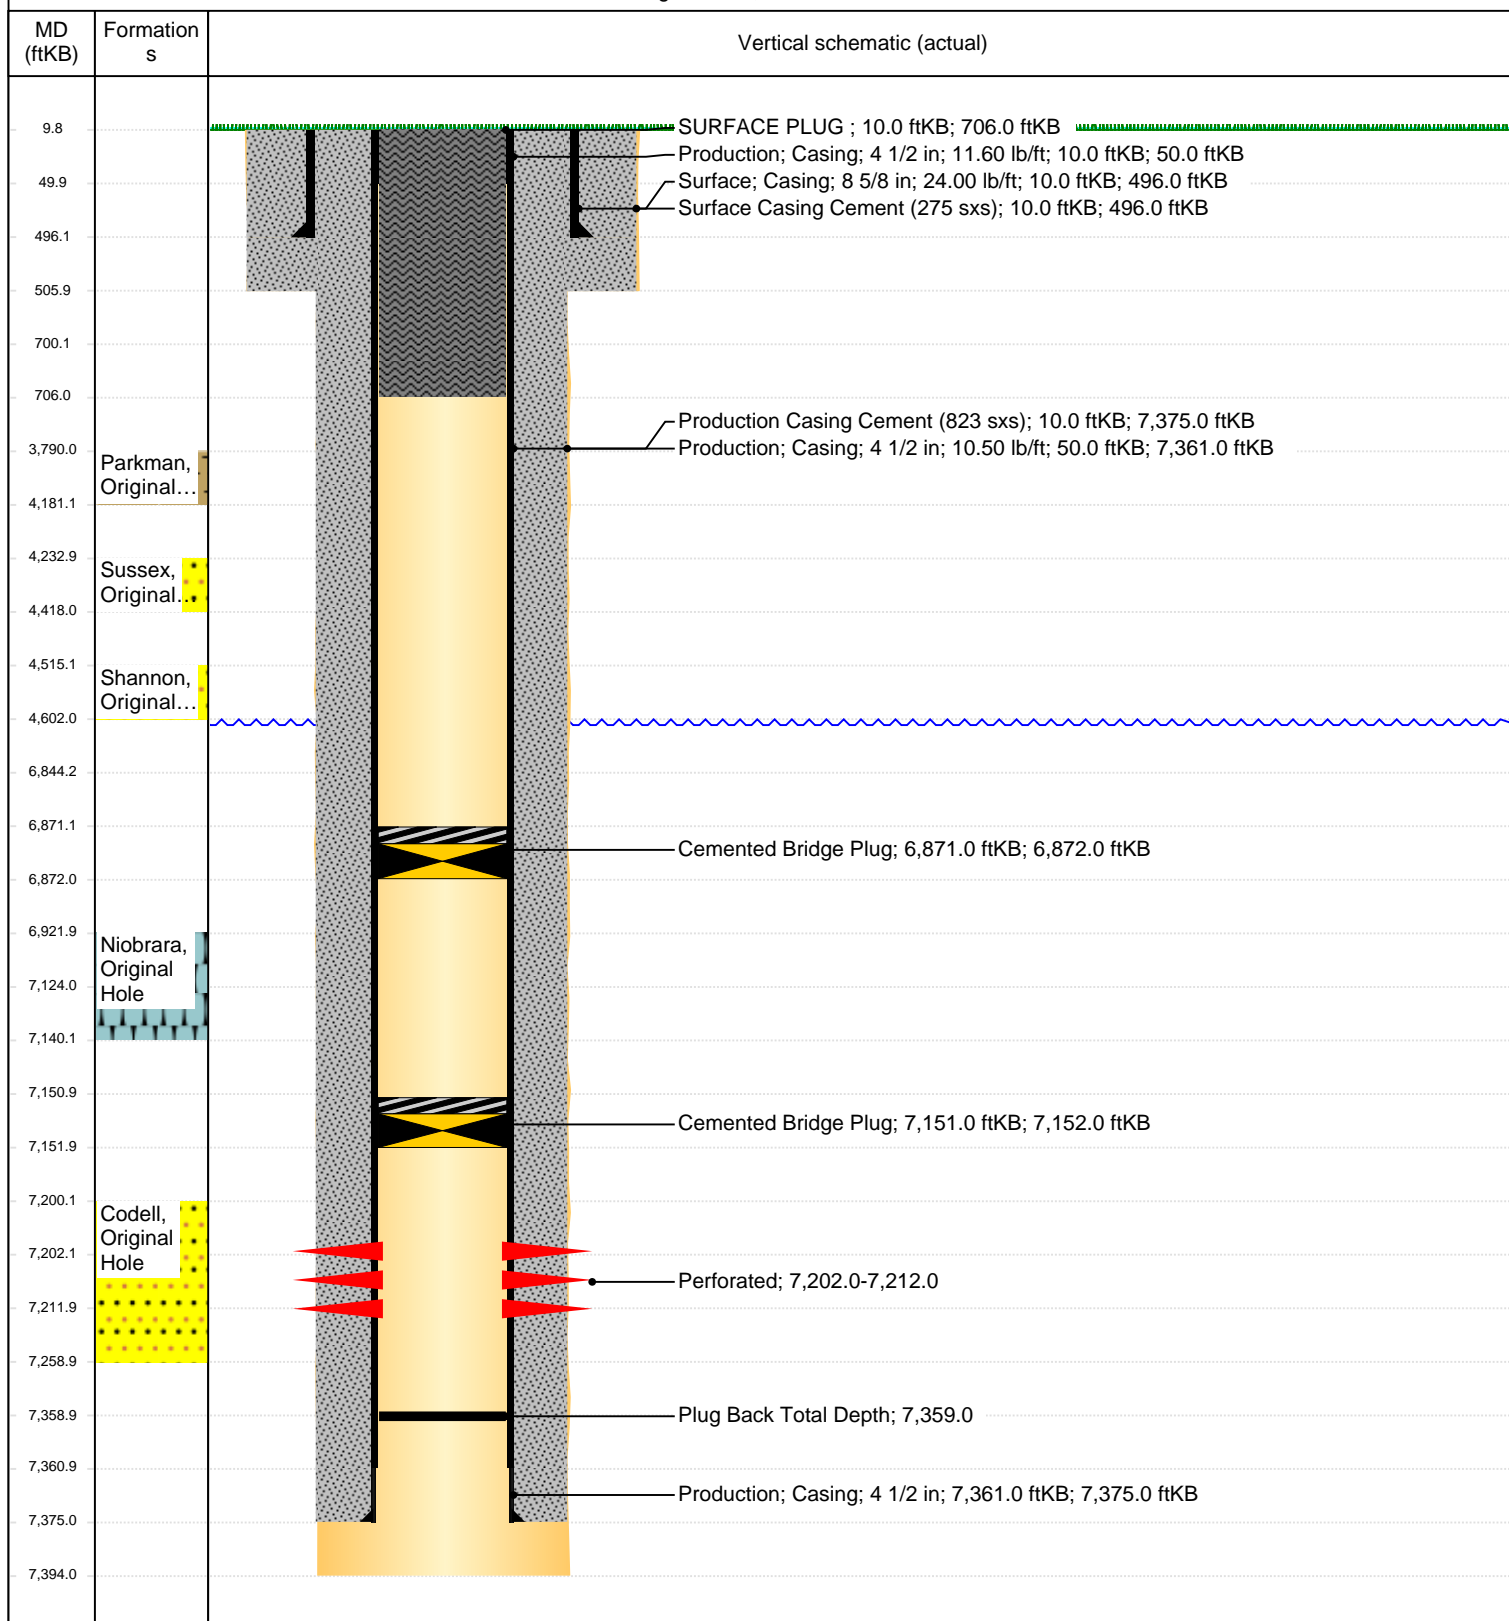 MD
(ftKB)
Formation
s
Vertical schematic (actual)
9.8
49.9
496.1
505.9
700.1
706.0
3,790.0
4,181.1
4,232.9
4,418.0
4,515.1
4,602.0
6,844.2
6,871.1
6,872.0
6,921.9
7,124.0
7,140.1
7,150.9
7,151.9
7,200.1
7,202.1
7,211.9
7,258.9
7,358.9
7,360.9
7,375.0
7,394.0
Parkman,
Original…
Sussex,
Original…
Shannon,
Original…
Niobrara,
Original
Hole
Codell,
Original
Hole
SURFACE PLUG ; 10.0 ftKB; 706.0 ftKB
Production; Casing; 4 1/2 in; 11.60 lb/ft; 10.0 ftKB; 50.0 ftKB
Surface; Casing; 8 5/8 in; 24.00 lb/ft; 10.0 ftKB; 496.0 ftKB
Surface Casing Cement (275 sxs); 10.0 ftKB; 496.0 ftKB
Production Casing Cement (823 sxs); 10.0 ftKB; 7,375.0 ftKB
Production; Casing; 4 1/2 in; 10.50 lb/ft; 50.0 ftKB; 7,361.0 ftKB
Cemented Bridge Plug; 6,871.0 ftKB; 6,872.0 ftKB
Cemented Bridge Plug; 7,151.0 ftKB; 7,152.0 ftKB
Perforated; 7,202.0-7,212.0
Plug Back Total Depth; 7,359.0
Production; Casing; 4 1/2 in; 7,361.0 ftKB; 7,375.0 ftKB